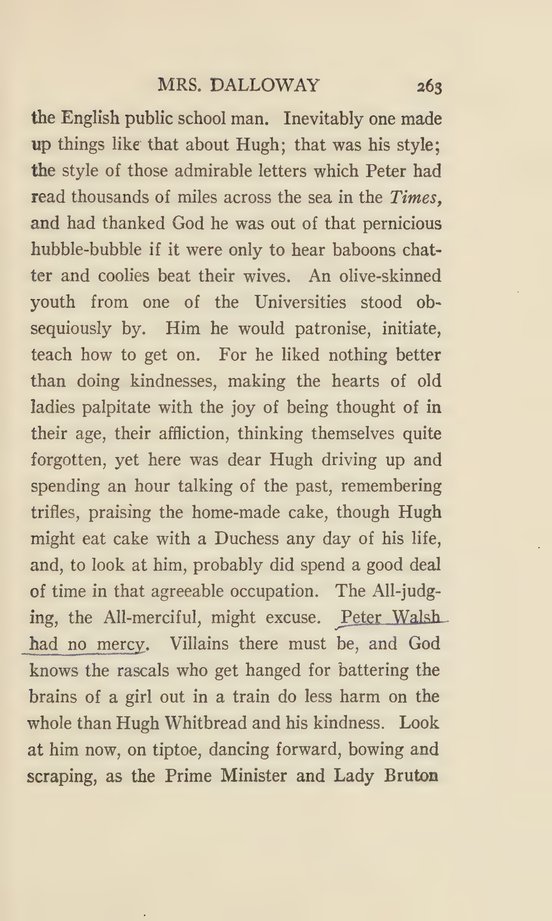 MRS. DALLOWAY 263
the English public school man. Inevitably one made
up things like that about Hugh; that was his style;
the style of those admirable letters which Peter had
read thousands of miles across the sea in the Times,
and had thanked God he was out of that pernicious
hubble-bubble if it were only to hear baboons chat-
ter and coolies beat their wives. An olive-skinned
youth from one of the Universities stood ob-
sequiously by. Him he would patronise, initiate,
teach how to get on. For he liked nothing better
than doing kindnesses, making the hearts of old
ladies palpitate with the joy of being thought of in
their age, their affliction, thinking themselves quite
forgotten, yet here was dear Hugh driving up and
spending an hour talking of the past, remembering
trifles, praising the home-made cake, though Hugh
might eat cake with a Duchess any day of his life,
and, to look at him, probably did spend a good deal
of time in that agreeable occupation. The All-judg-
ing, the All-merciful, might excuse. Peter Walsh
had no mercy. Villains there must be, and God
knows the rascals who get hanged for battering the
brains of a girl out in a train do less harm on the
whole than Hugh Whitbread and his kindness. Look
at him now, on tiptoe, dancing forward, bowing and
scraping, as the Prime Minister and Lady Bruton